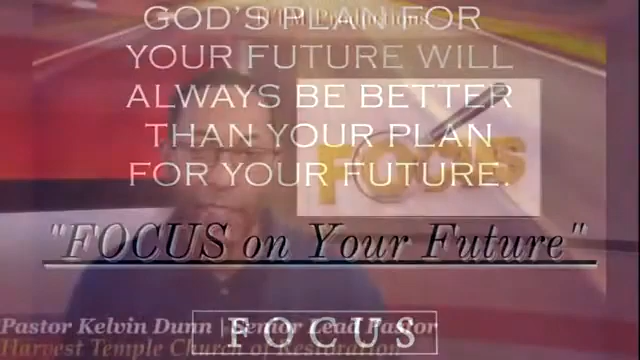 GOD'S PLAN FOR
YOUR FUTURE WILL
ALWAYS BE BETTER
THAN YOUR PLAN
FOR YOUR FUTURE.
FOCUS
"FOCUS on Your Future"
Pastor Kelvin Dunn | Senior Lead Pastor
FOCUS
Harvest Temple Church of Restoration